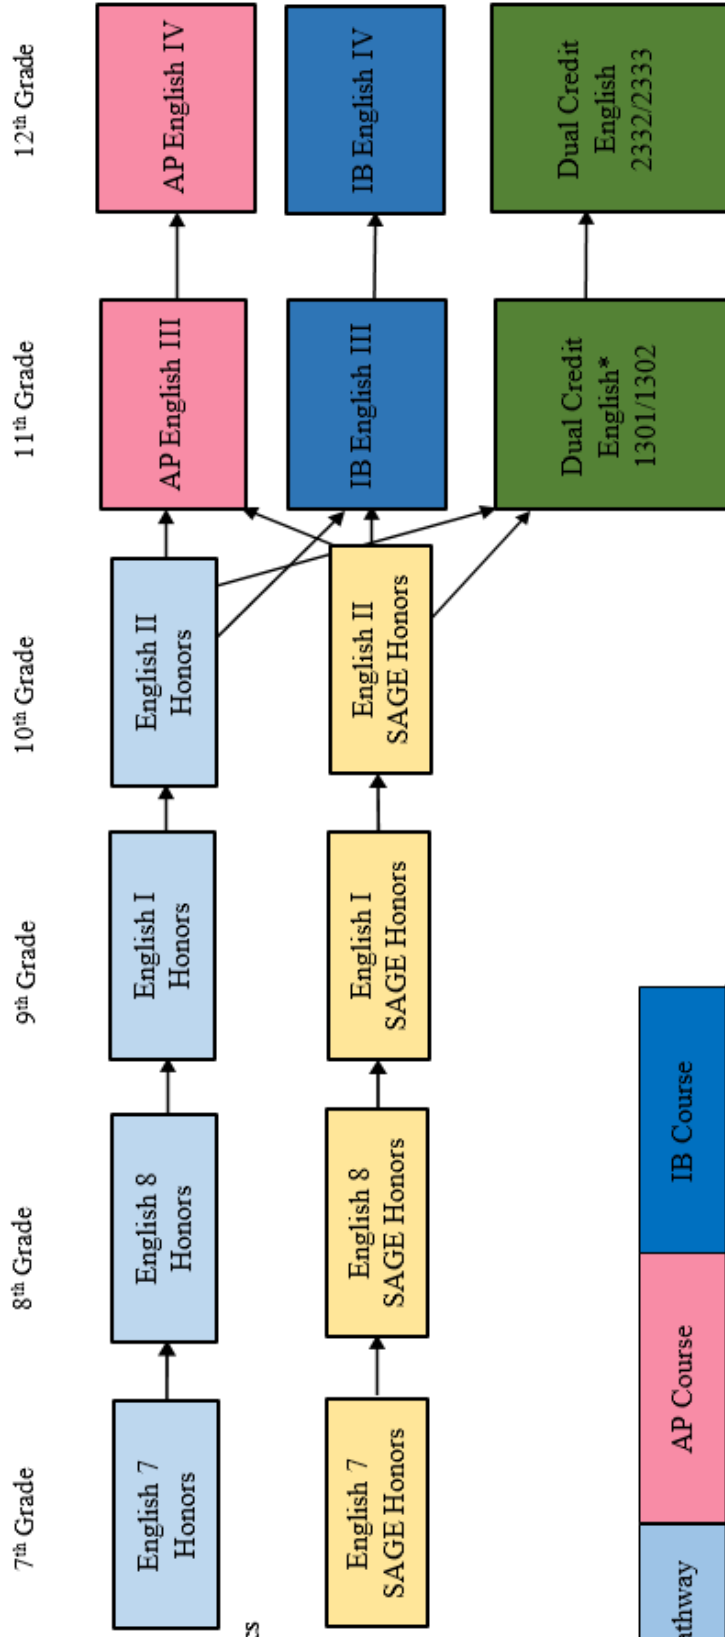 7th Grade
8th Grade
9th Grade
10th Grade
11th Grade
12th Grade
English 7
Honors
English 8
Honors
English I
Honors
English II
Honors
AP English III
AP English IV
IB English III
IB English IV
English 7
SAGE Honors
English 8
SAGE Honors
English I
SAGE Honors
English II
SAGE Honors
Dual Credit
English*
1301/1302
Dual Credit
English
2332/2333
AP Course
IB Course